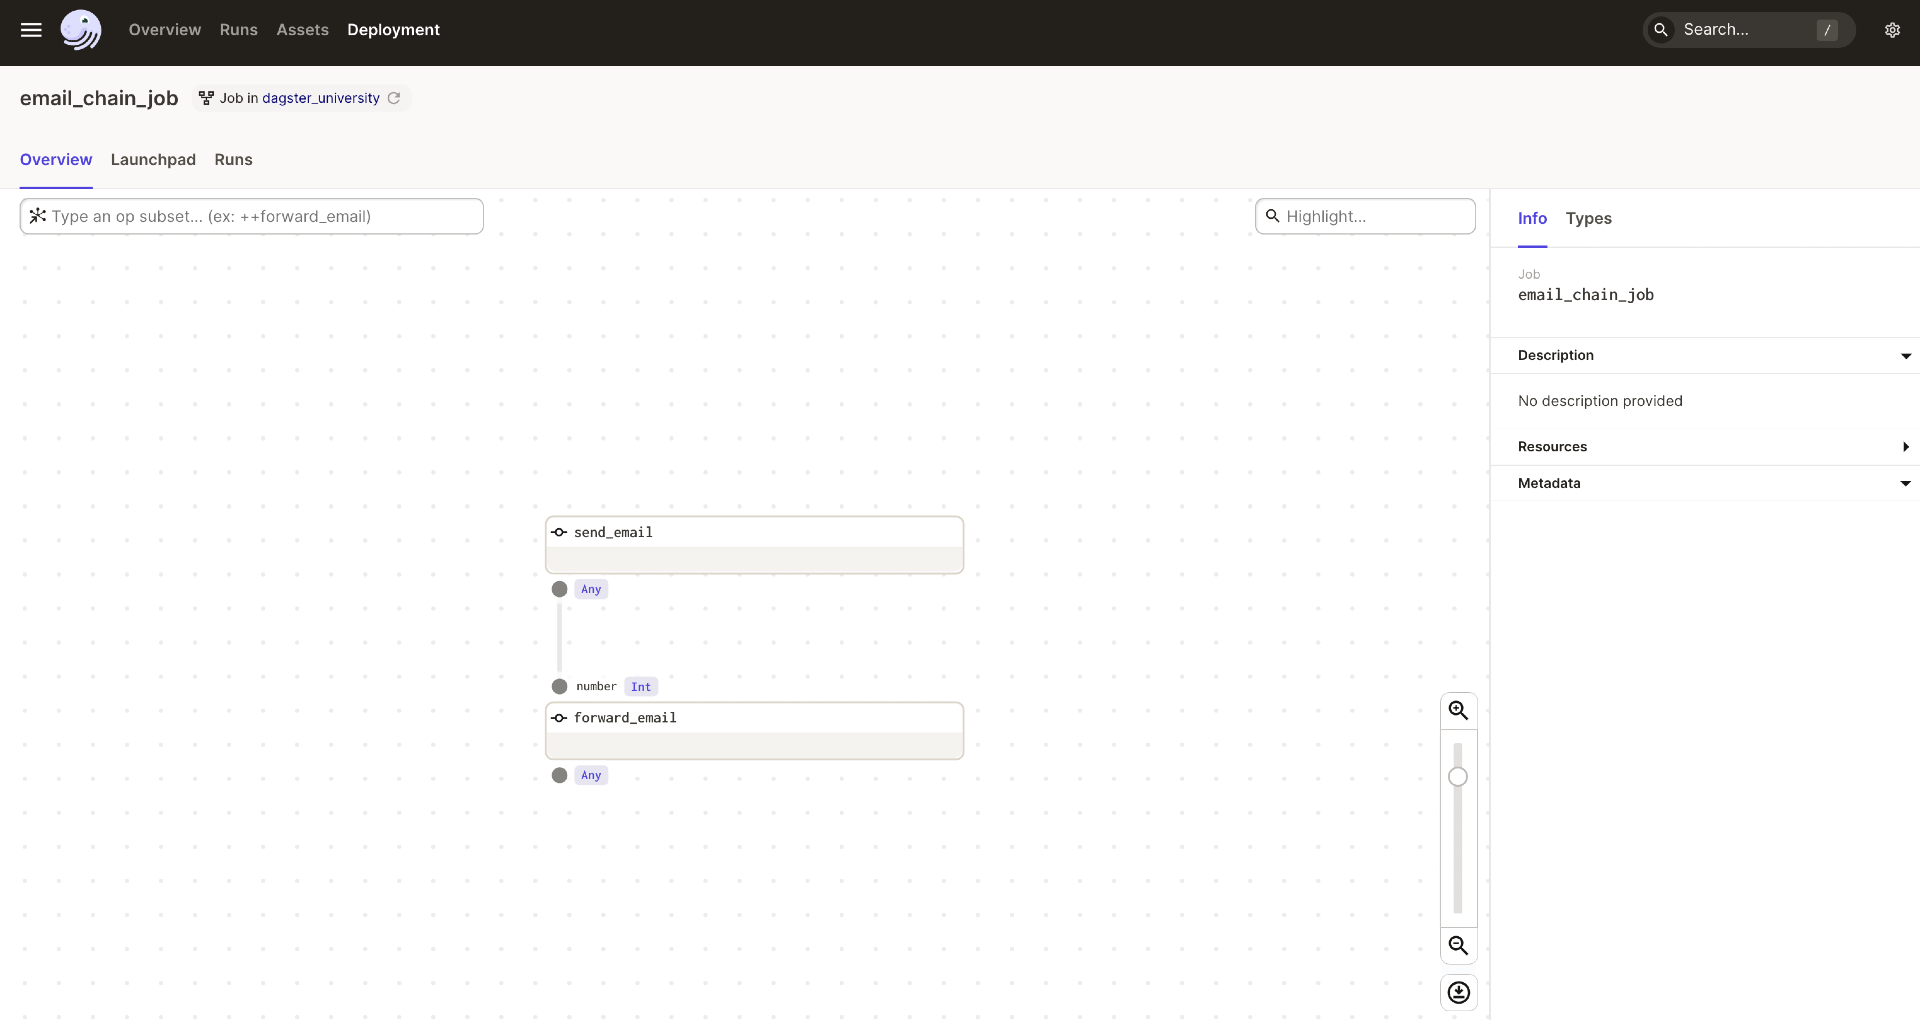 Overview Runs Assets Deployment Search... /
email_chain_job Job in dagster_university
Overview Launchpad Runs
Type an op subset... (ex: ++forward_email)
Highlight...
Info Types
Job
email_chain_job
Description
No description provided
Resources
Metadata
send_email
Any
number Int
forward_email
Any